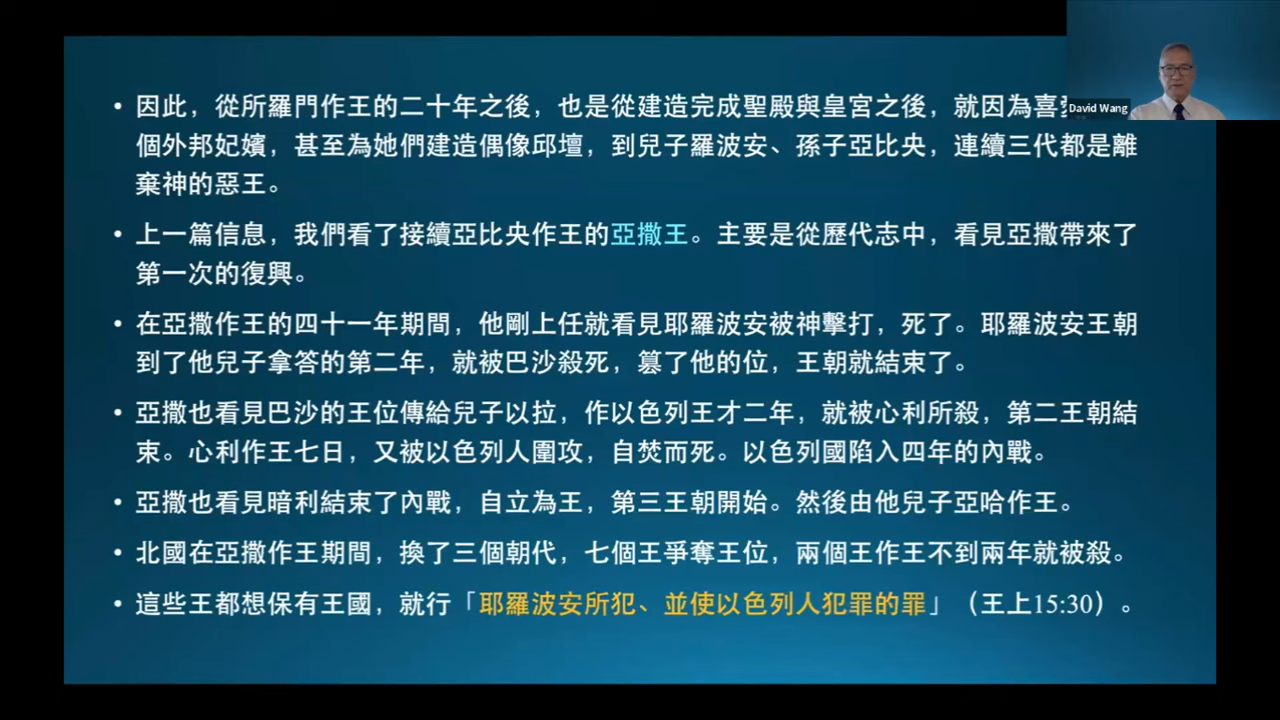 • 因此，從所羅門作王的二十年之後，也是從建造完成聖殿與皇宮之後，就因為喜
個外邦妃嬪，甚至為她們建造偶像邱壇，到兒子羅波安、孫子亞比央，連續三代都是離
棄神的惡王。
• 上一篇信息，我們看了接續亞比央作王的亞撒王。主要是從歷代志中，看見亞撒帶來了
第一次的復興。
• 在亞撒作王的四十一年期間，他剛上任就看見耶羅波安被神擊打，死了。耶羅波安王朝
到了他兒子拿答的第二年，就被巴沙殺死，篡了他的位，王朝就結束了。
• 亞撒也看見巴沙的王位傳給兒子以拉，作以色列王才二年，就被心利所殺，第二王朝結
束。心利作王七日，又被以色列人圍攻，自焚而死。以色列國陷入四年的內戰。
• 亞撒也看見暗利結束了內戰，自立為王，第三王朝開始。然後由他兒子亞哈作王。
• 北國在亞撒作王期間，換了三個朝代，七個王爭奪王位，兩個王作王不到兩年就被殺。
• 這些王都想保有王國，就行「耶羅波安所犯、並使以色列人犯罪的罪」（王上15:30）。
David Wang